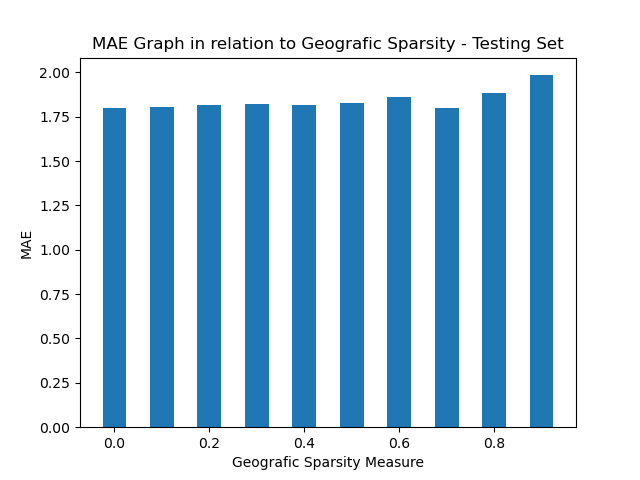 MAE Graph in relation to Geografic Sparsity - Testing Set
2.00
1.75
1.50
1.25
1.00
0.75
0.50
0.25
0.00
MAE
0.0 0.2 0.4 0.6 0.8
Geografic Sparsity Measure